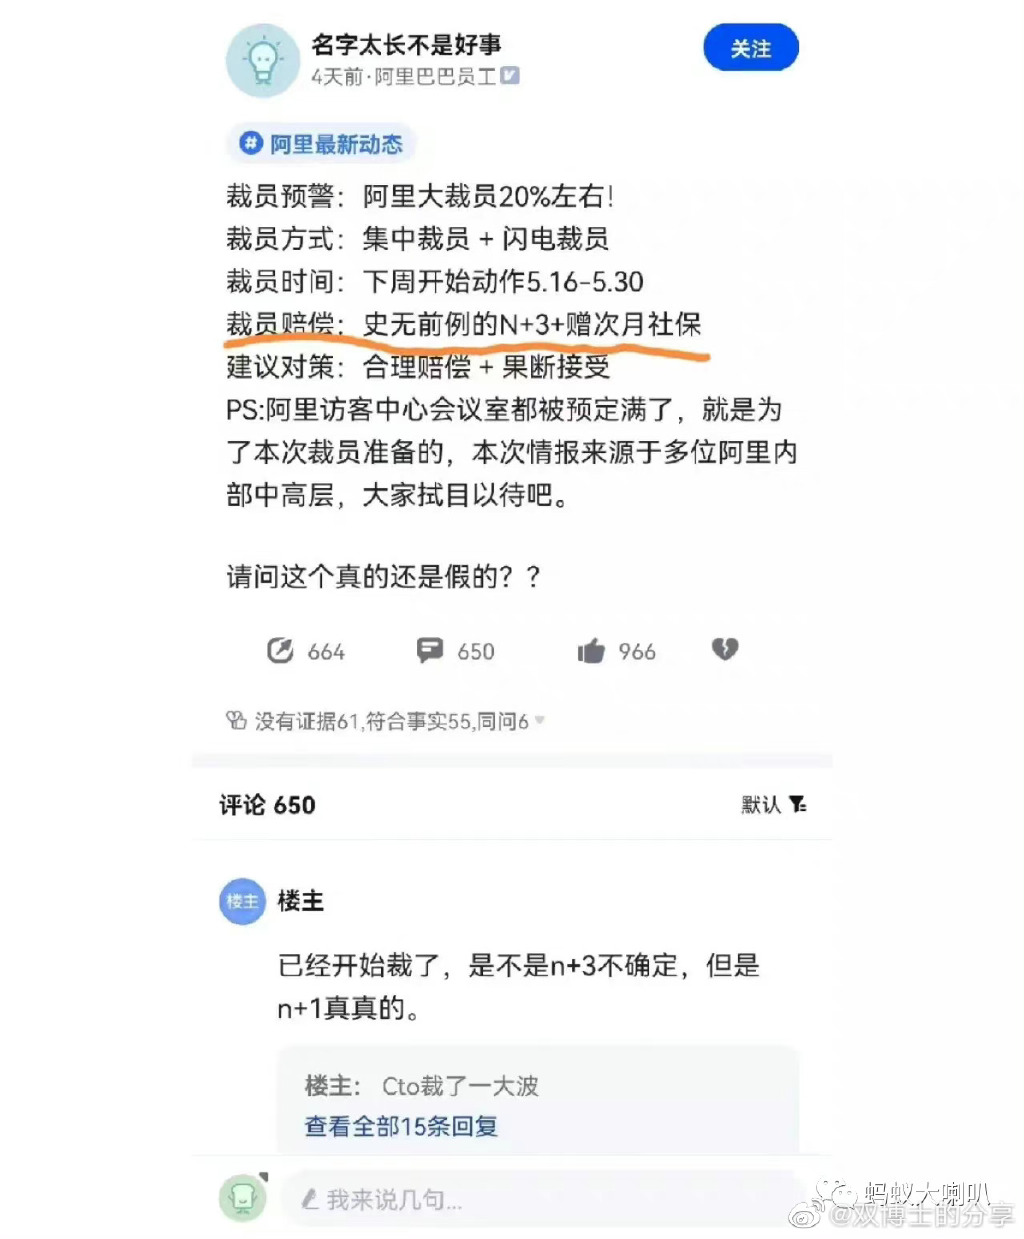 名字太长不是好事
关注
4天前·阿里巴巴员工
# 阿里最新动态
裁员预警：阿里大裁员20%左右！
裁员方式：集中裁员 + 闪电裁员
裁员时间：下周开始动作5.16-5.30
裁员赔偿：史无前例的N+3+赠次月社保
建议对策：合理赔偿 + 果断接受
PS:阿里访客中心会议室都被预定满了，就是为
了本次裁员准备的，本次情报来源于多位阿里内
部中高层，大家拭目以待吧。
请问这个真的还是假的？？
664 650 966
没有证据61,符合事实55,同问6
评论 650
默认
楼主
楼主
已经开始裁了，是不是n+3不确定，但是
n+1真真的。
楼主： Cto裁了一大波
查看全部15条回复
我来说几句...
蚂蚁大喇叭
@双博士的分享